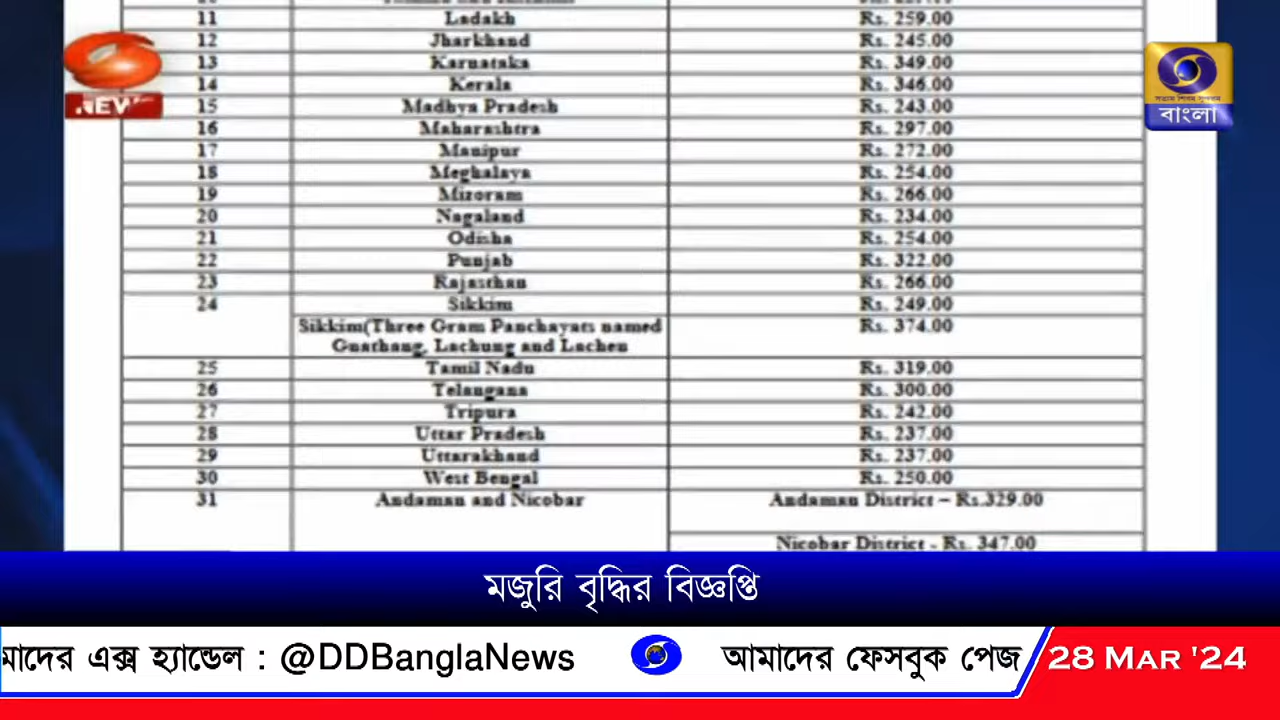 11 Ladakh Rs. 259.00
12 Jharkhand Rs. 245.00
13 Karnataka Rs. 349.00
14 Kerala Rs. 346.00
15 Madhya Pradesh Rs. 243.00
16 Maharashtra Rs. 297.00
17 Manipur Rs. 272.00
18 Meghalaya Rs. 254.00
19 Mizoram Rs. 266.00
20 Nagaland Rs. 234.00
21 Odisha Rs. 254.00
22 Punjab Rs. 322.00
23 Rajasthan Rs. 266.00
24 Sikkim Rs. 249.00
Sikkim(Three Gram Panchayats named Rs. 374.00
Gnathang, Lachung and Lachen
25 Tamil Nadu Rs. 319.00
26 Telangana Rs. 300.00
27 Tripura Rs. 242.00
28 Uttar Pradesh Rs. 237.00
29 Uttarakhand Rs. 237.00
30 West Bengal Rs. 250.00
31 Andaman and Nicobar Andaman District – Rs.329.00
Nicobar District - Rs. 347.00
NEWS
সত্যম শিবম সুন্দরম
বাংলা
মজুরি বৃদ্ধির বিজ্ঞপ্তি
মাদের এক্স হ্যান্ডেল : @DDBanglaNews আমাদের ফেসবুক পেজ
28 MAR '24